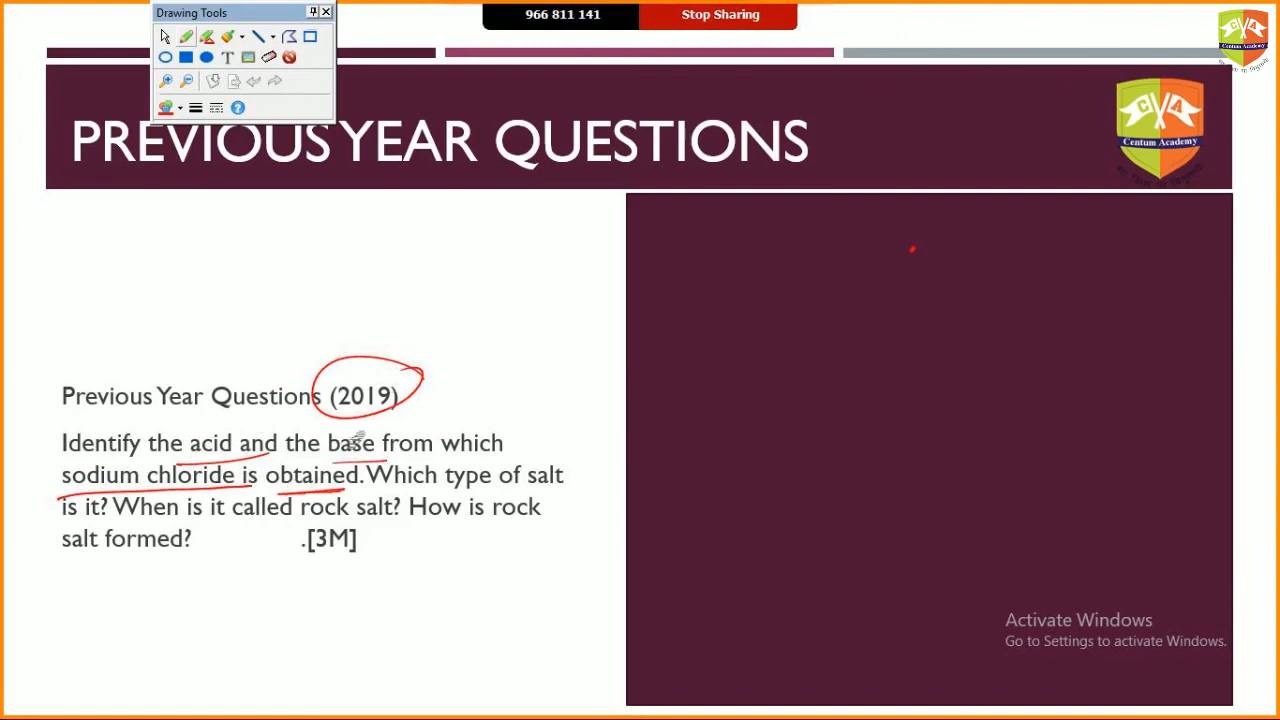 Drawing Tools
966 811 141
Stop Sharing
PREVIOUS YEAR QUESTIONS
C A
Centum Academy
C A
Centum Academy
Previous Year Questions (2019)
Identify the acid and the base from which
sodium chloride is obtained. Which type of salt
is it? When is it called rock salt? How is rock
salt formed? .[3M]
Activate Windows
Go to Settings to activate Windows.